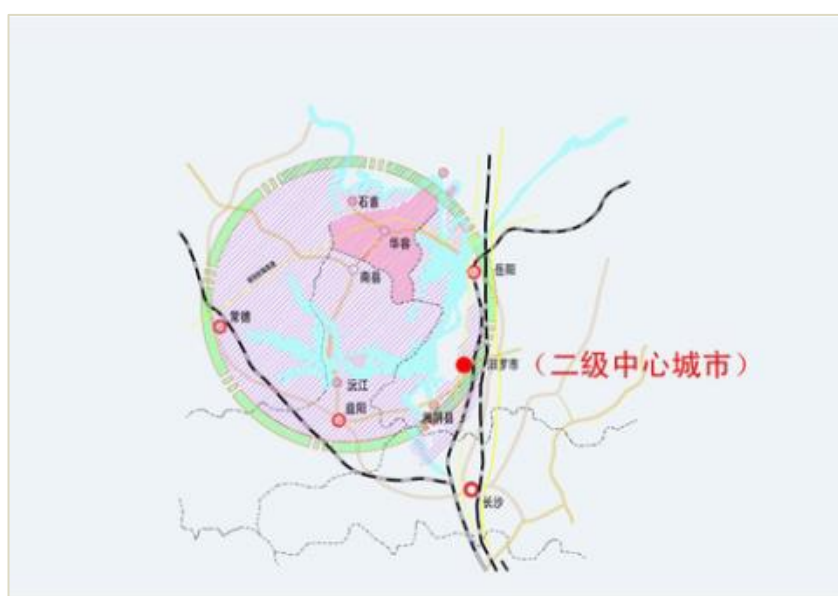 石首
华容
南县
岳阳
常德
汨罗市 （二级中心城市）
沅江
益阳
湘阴县
长沙